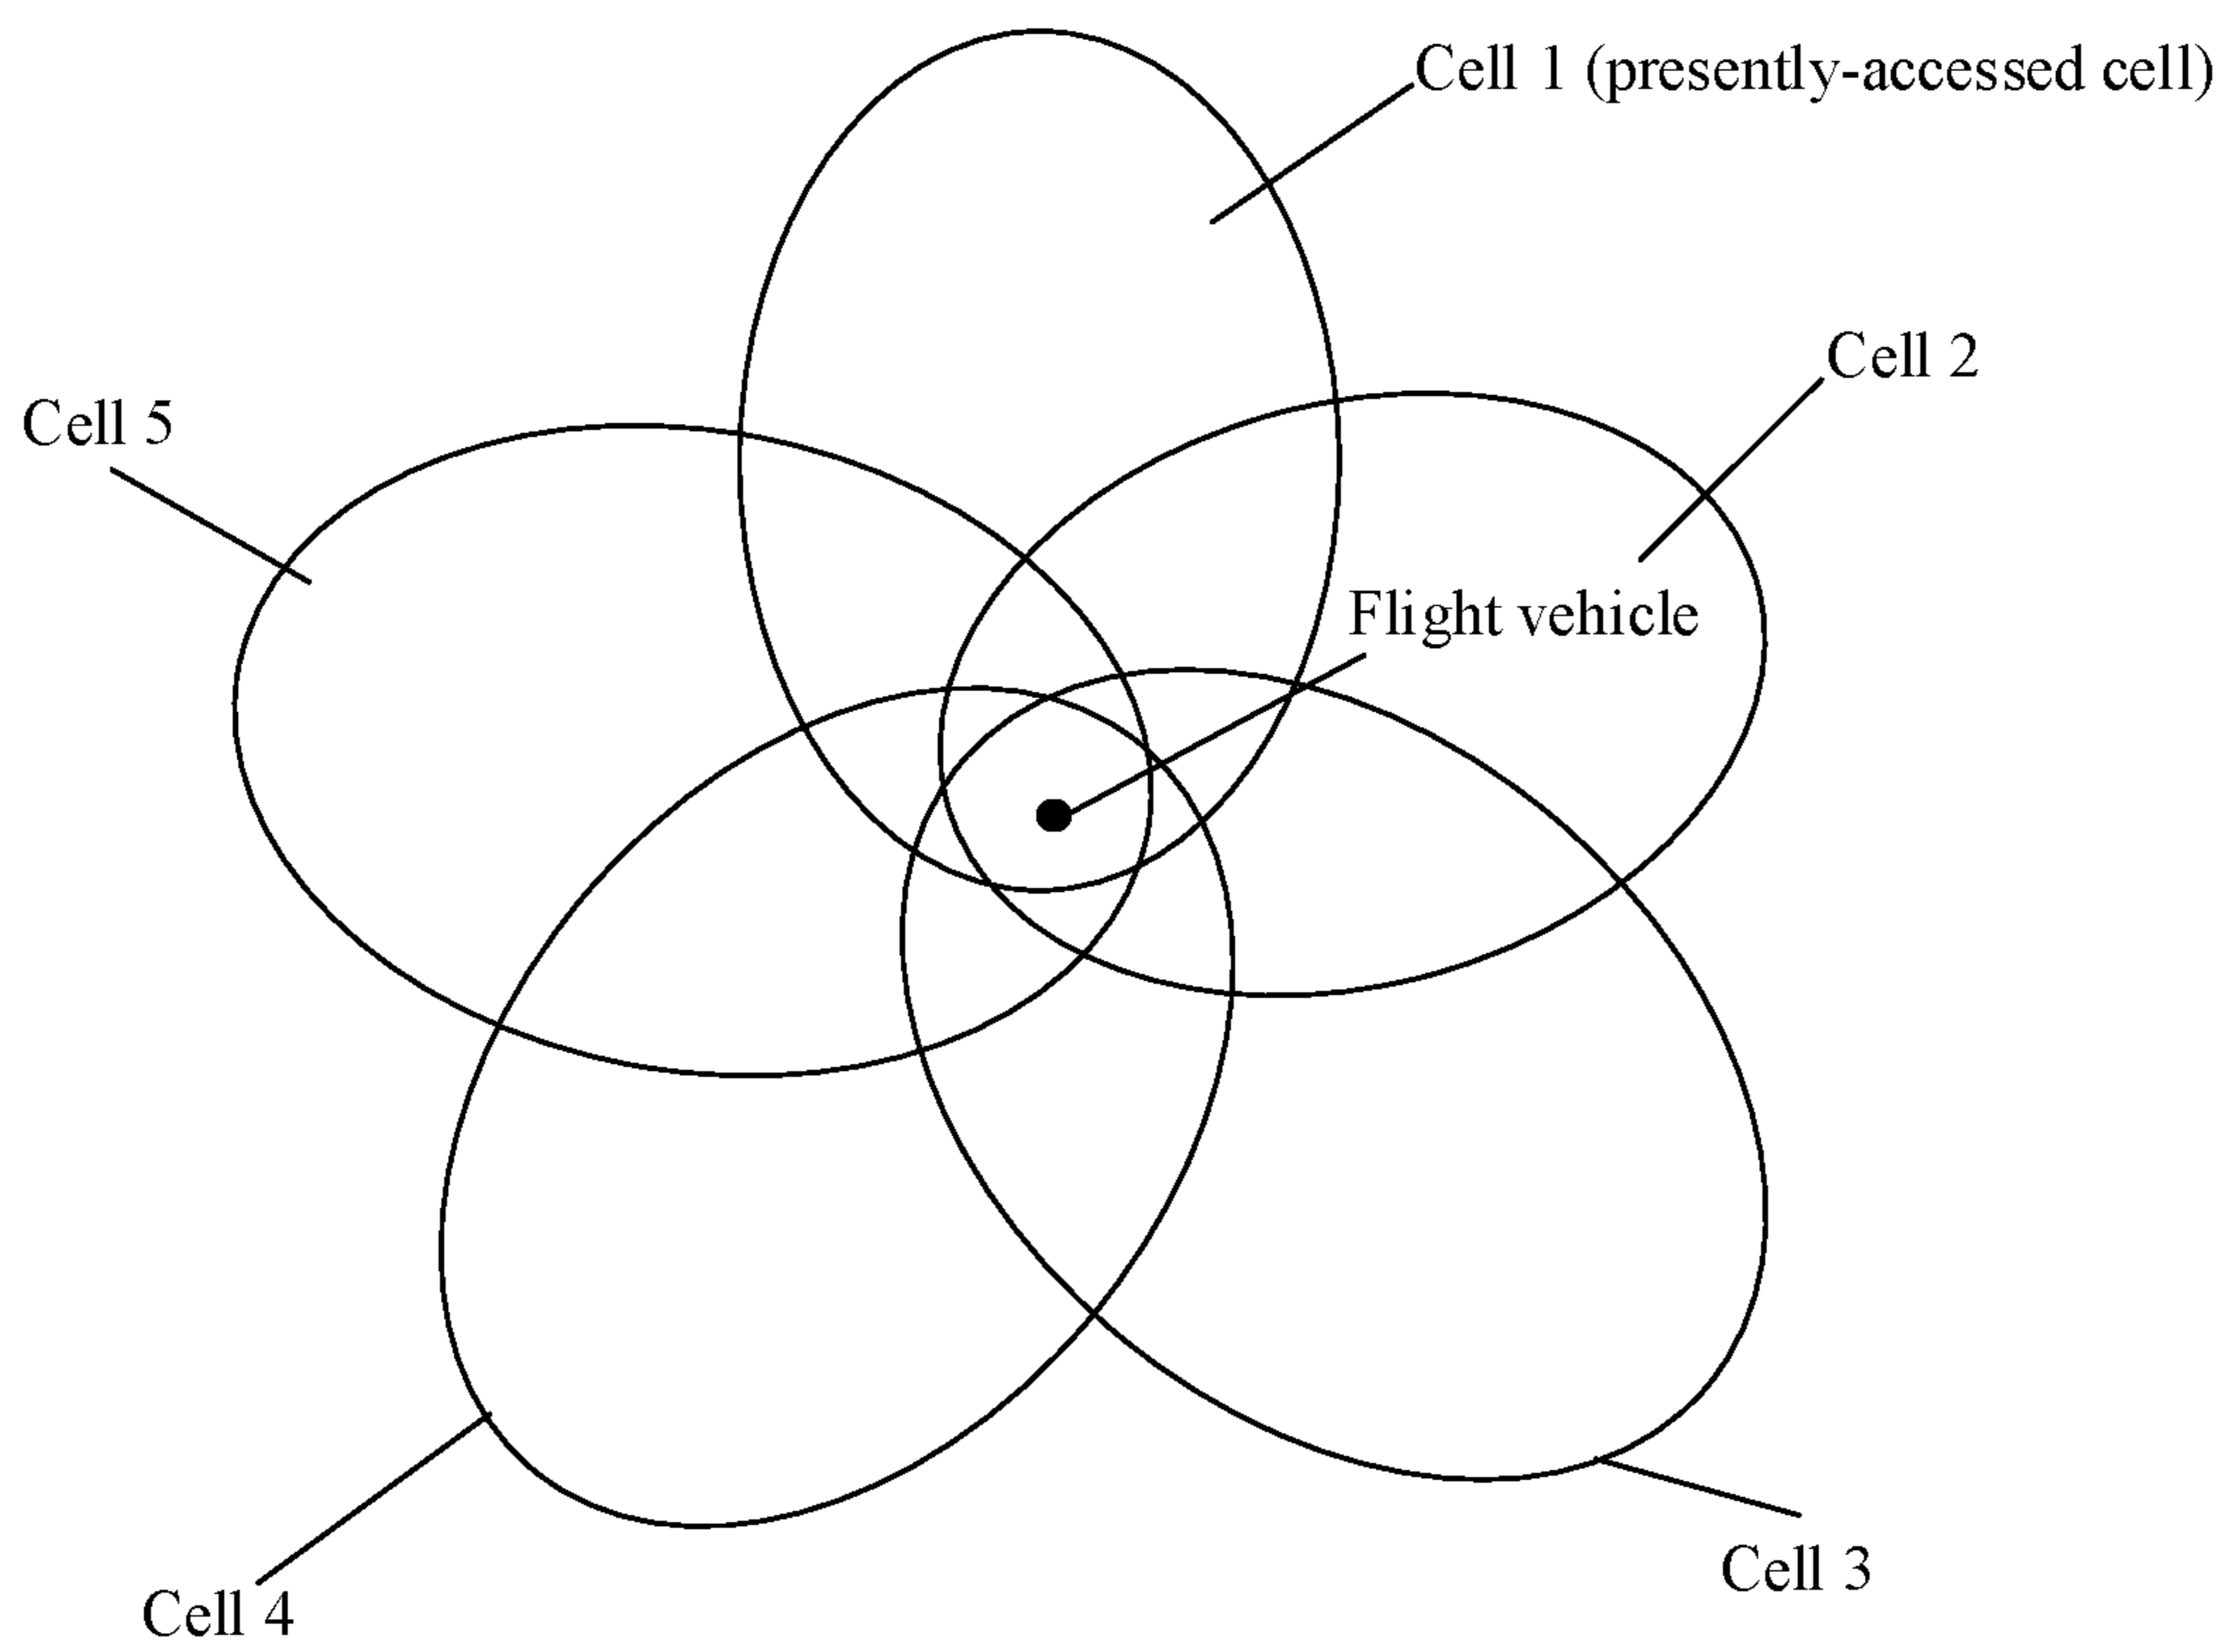 Cell 1 (presently-accessed cell)
Cell 2
Cell 5
Flight vehicle
Cell 3
Cell 4